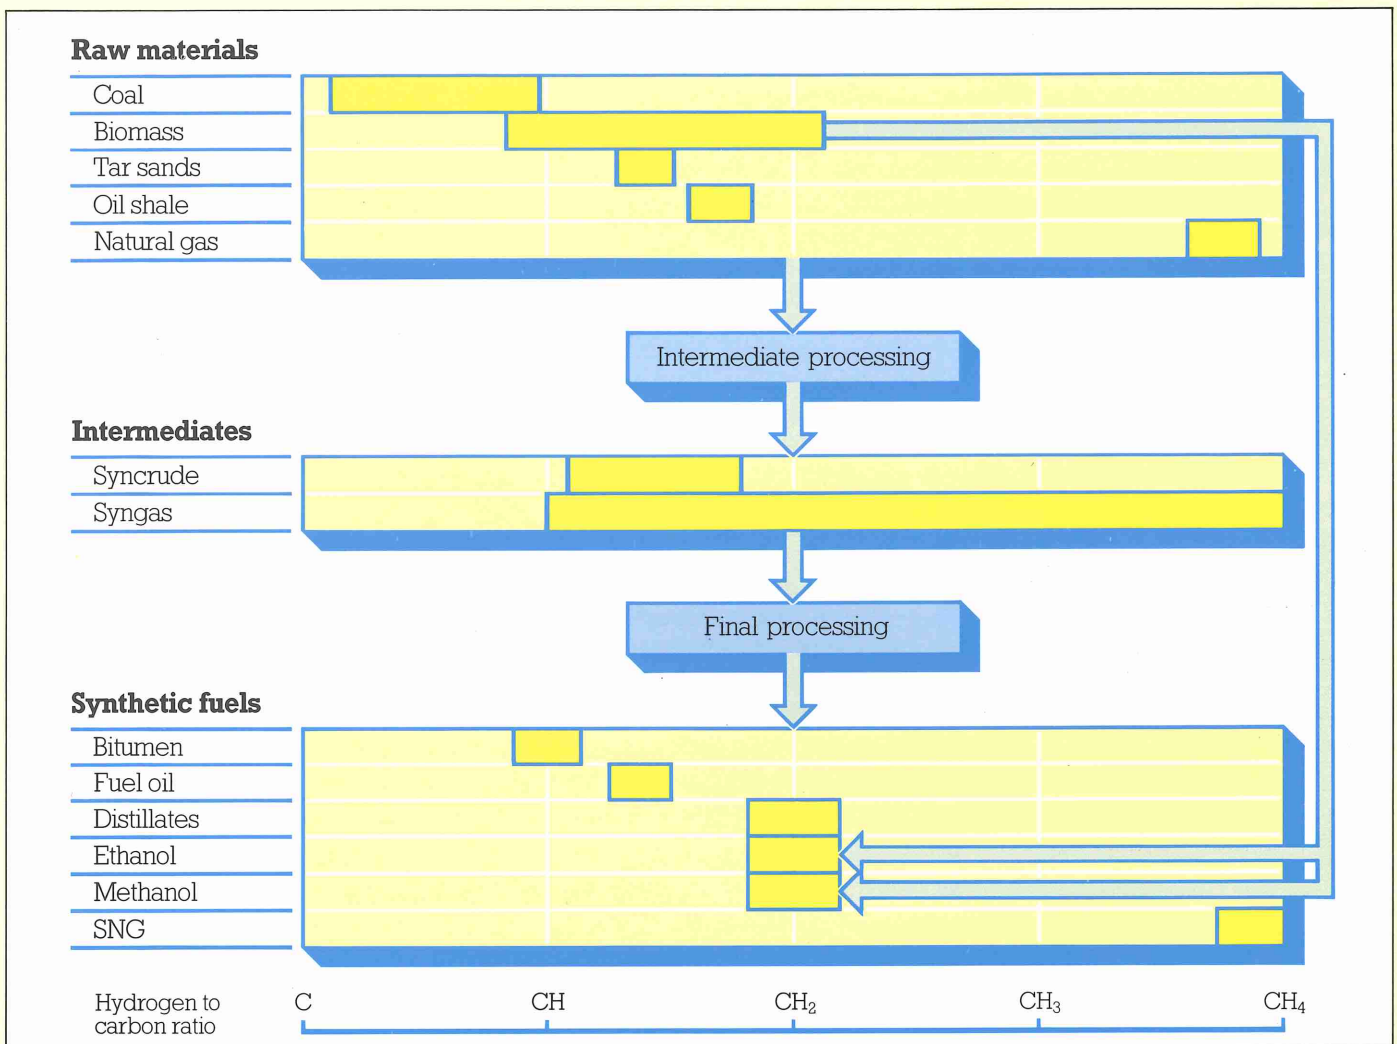 Raw materials
Coal
Biomass
Tar sands
Oil shale
Natural gas
Intermediate processing
Intermediates
Syncrude
Syngas
Final processing
Synthetic fuels
Bitumen
Fuel oil
Distillates
Ethanol
Methanol
SNG
Hydrogen to
carbon ratio
C CH CH₂ CH₃ CH₄